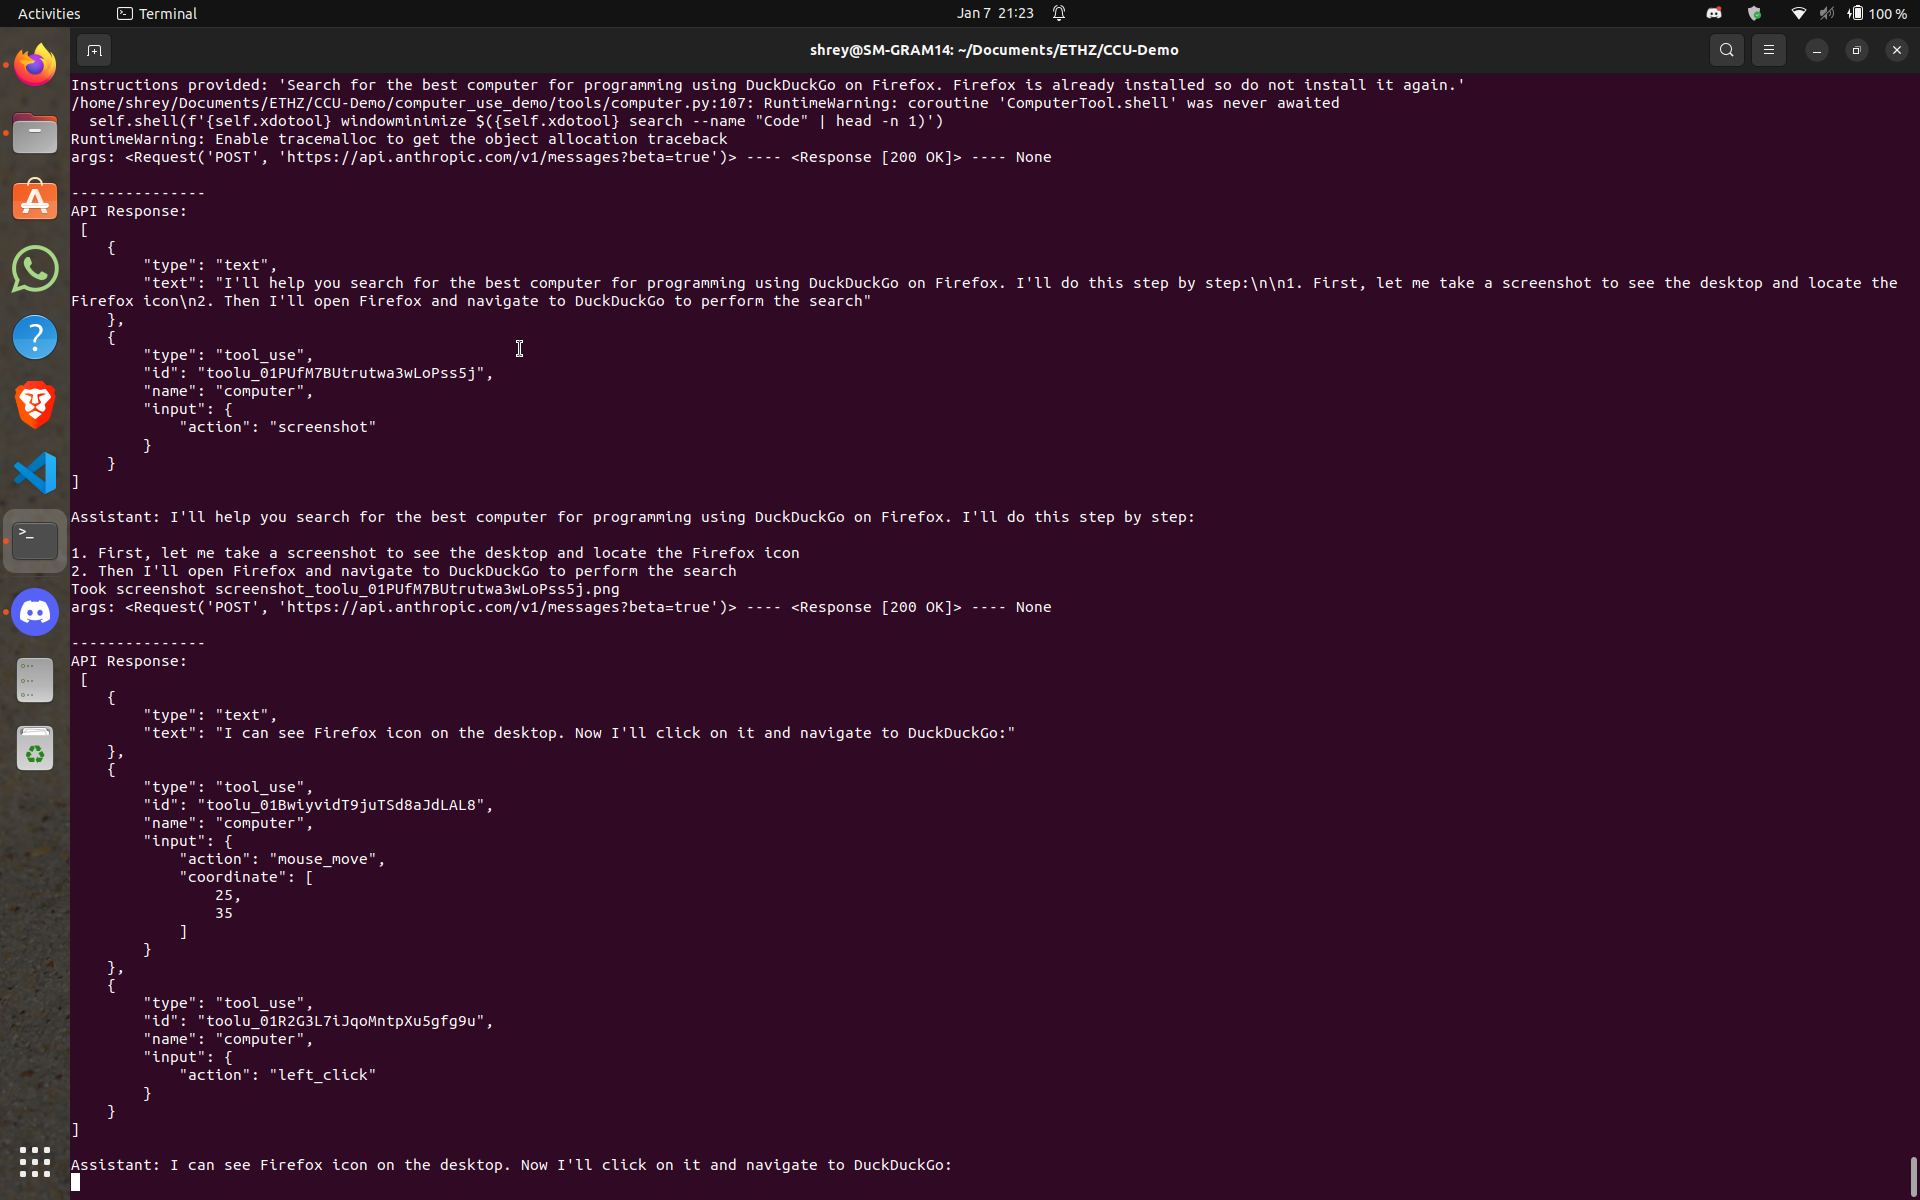 Activities Terminal Jan 7 21:23 100 %
shrey@SM-GRAM14: ~/Documents/ETHZ/CCU-Demo
Instructions provided: 'Search for the best computer for programming using DuckDuckGo on Firefox. Firefox is already installed so do not install it again.'
/home/shrey/Documents/ETHZ/CCU-Demo/computer_use_demo/tools/computer.py:107: RuntimeWarning: coroutine 'ComputerTool.shell' was never awaited
  self.shell(f'{self.xdotool} windowminimize $({self.xdotool} search --name "Code" | head -n 1)')
RuntimeWarning: Enable tracemalloc to get the object allocation traceback
args: <Request('POST', 'https://api.anthropic.com/v1/messages?beta=true')> ---- <Response [200 OK]> ---- None
---------------
API Response:
 [
    {
        "type": "text",
        "text": "I'll help you search for the best computer for programming using DuckDuckGo on Firefox. I'll do this step by step:\n\n1. First, let me take a screenshot to see the desktop and locate the
Firefox icon\n2. Then I'll open Firefox and navigate to DuckDuckGo to perform the search"
    },
    {
        "type": "tool_use",
        "id": "toolu_01PUfM7BUtrutwa3wLoPss5j",
        "name": "computer",
        "input": {
            "action": "screenshot"
        }
    }
]
Assistant: I'll help you search for the best computer for programming using DuckDuckGo on Firefox. I'll do this step by step:
1. First, let me take a screenshot to see the desktop and locate the Firefox icon
2. Then I'll open Firefox and navigate to DuckDuckGo to perform the search
Took screenshot screenshot_toolu_01PUfM7BUtrutwa3wLoPss5j.png
args: <Request('POST', 'https://api.anthropic.com/v1/messages?beta=true')> ---- <Response [200 OK]> ---- None
---------------
API Response:
 [
    {
        "type": "text",
        "text": "I can see Firefox icon on the desktop. Now I'll click on it and navigate to DuckDuckGo:"
    },
    {
        "type": "tool_use",
        "id": "toolu_01BwiyvidT9juTSd8aJdLAL8",
        "name": "computer",
        "input": {
            "action": "mouse_move",
            "coordinate": [
                25,
                35
            ]
        }
    },
    {
        "type": "tool_use",
        "id": "toolu_01R2G3L7iJqoMntpXu5gfg9u",
        "name": "computer",
        "input": {
            "action": "left_click"
        }
    }
]
Assistant: I can see Firefox icon on the desktop. Now I'll click on it and navigate to DuckDuckGo: